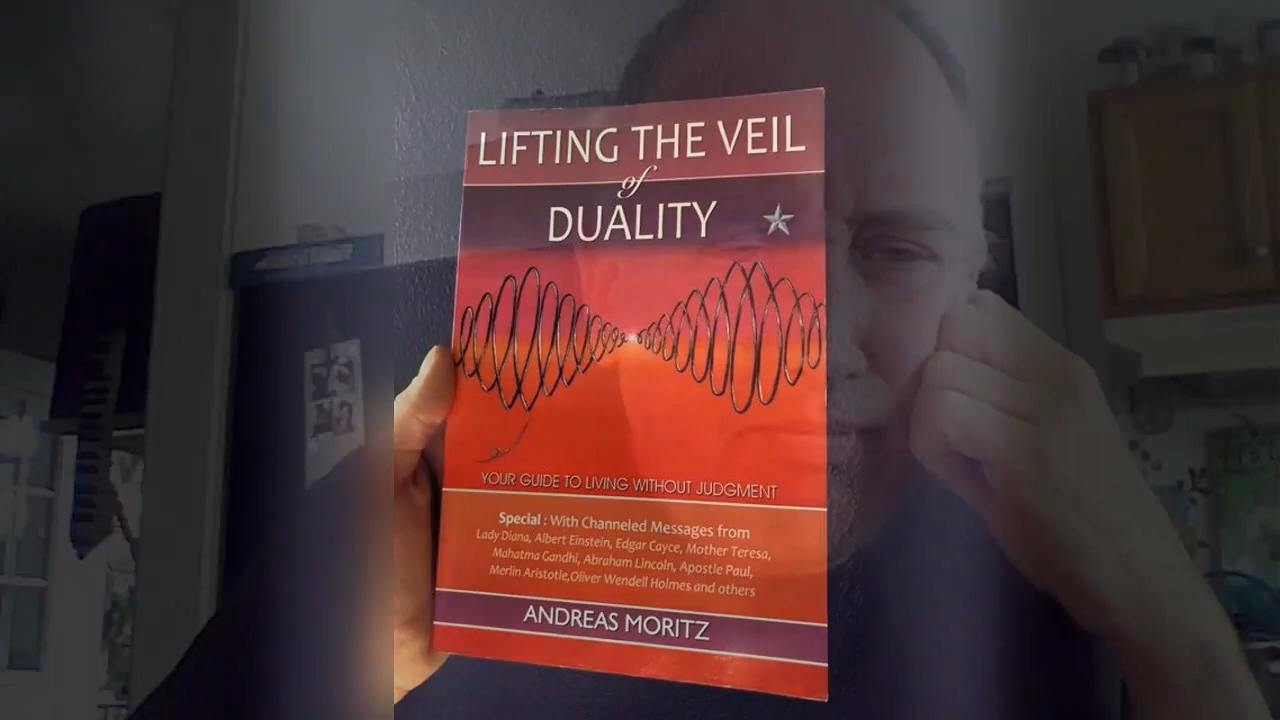 LIFTING THE VEIL
of
DUALITY
YOUR GUIDE TO LIVING WITHOUT JUDGMENT
Special : With Channeled Messages from
Lady Diana, Albert Einstein, Edgar Cayce, Mother Teresa,
Mahatma Gandhi, Abraham Lincoln, Apostle Paul,
Merlin Aristotle,Oliver Wendell Holmes and others
ANDREAS MORITZ